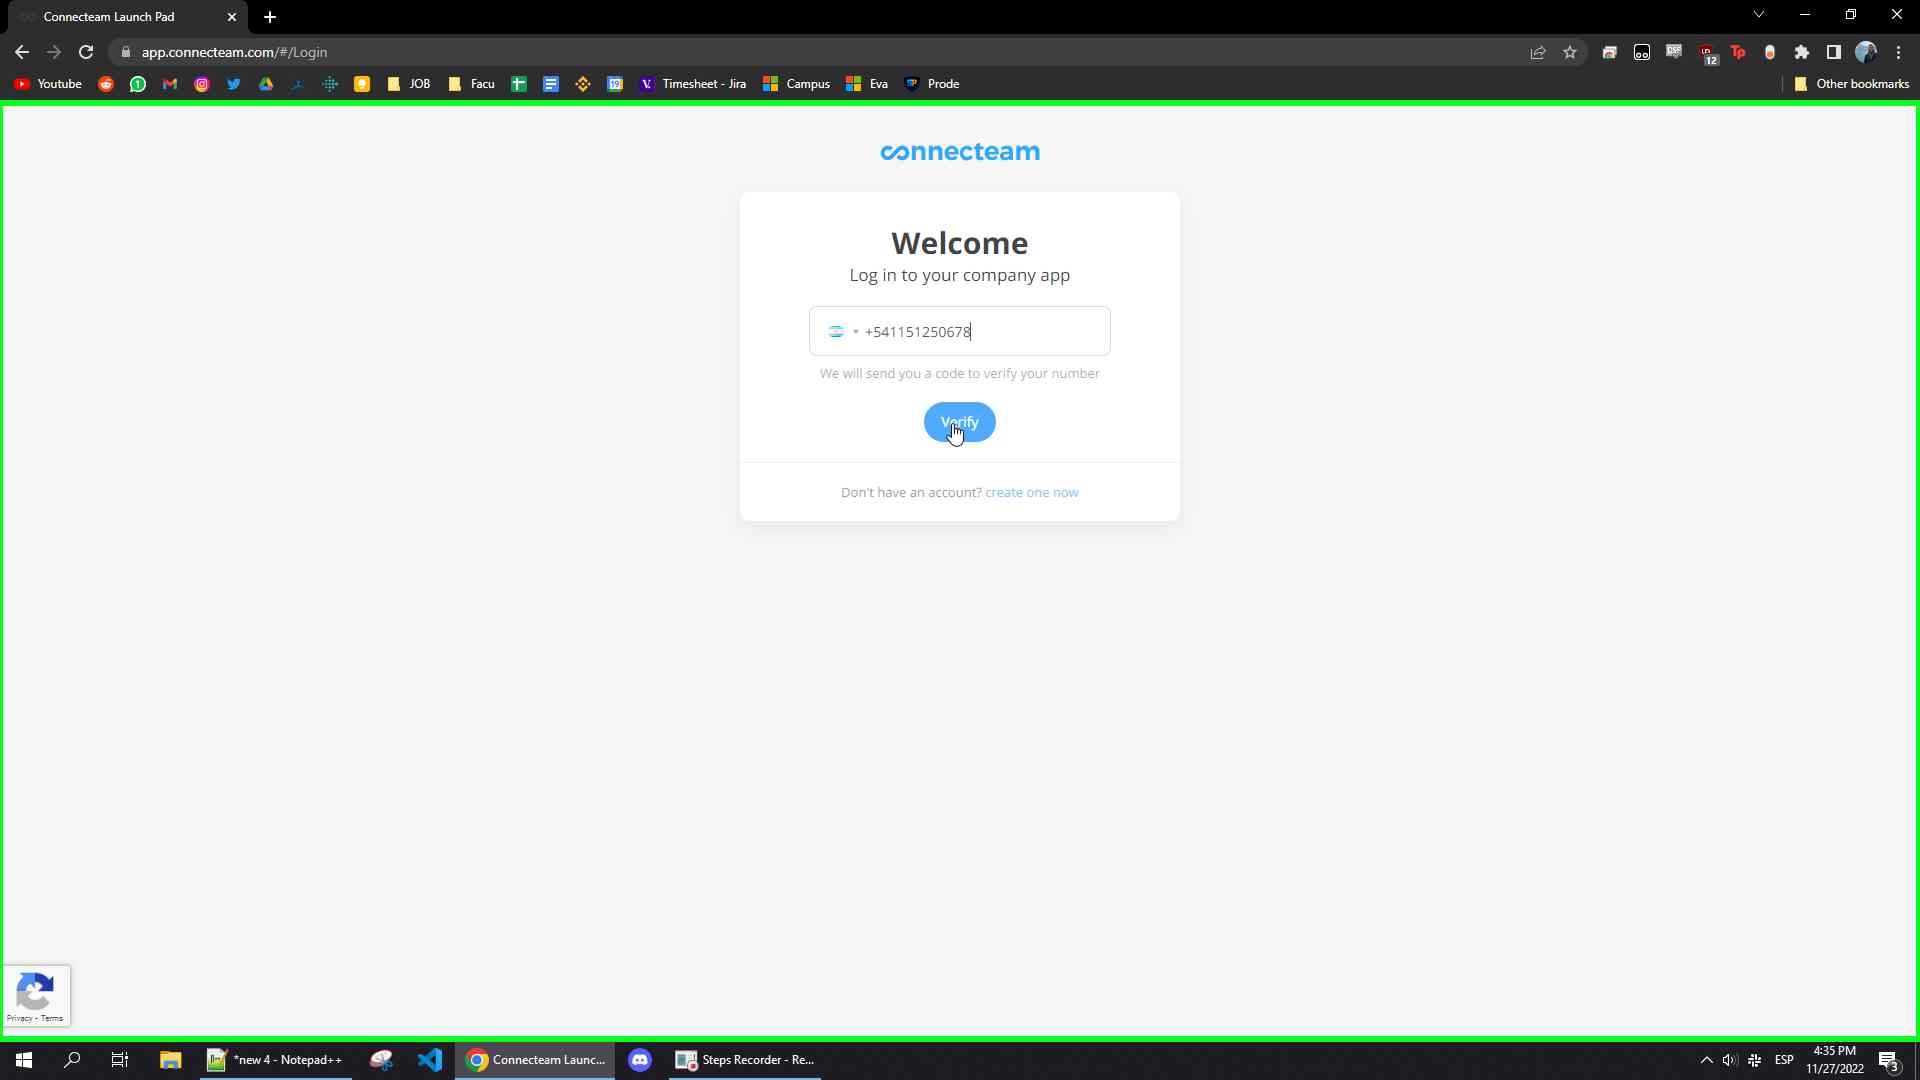 Connecteam Launch Pad
app.connecteam.com/#/Login
12
Youtube
1
JOB
Facu
Timesheet - Jira
Campus
Eva
Prode
Other bookmarks
connecteam
Welcome
Log in to your company app
+541151250678
We will send you a code to verify your number
Verify
Don't have an account? create one now
Privacy - Terms
*new 4 - Notepad++
Connecteam Launc...
Steps Recorder - Re...
ESP
4:35 PM
11/27/2022
3